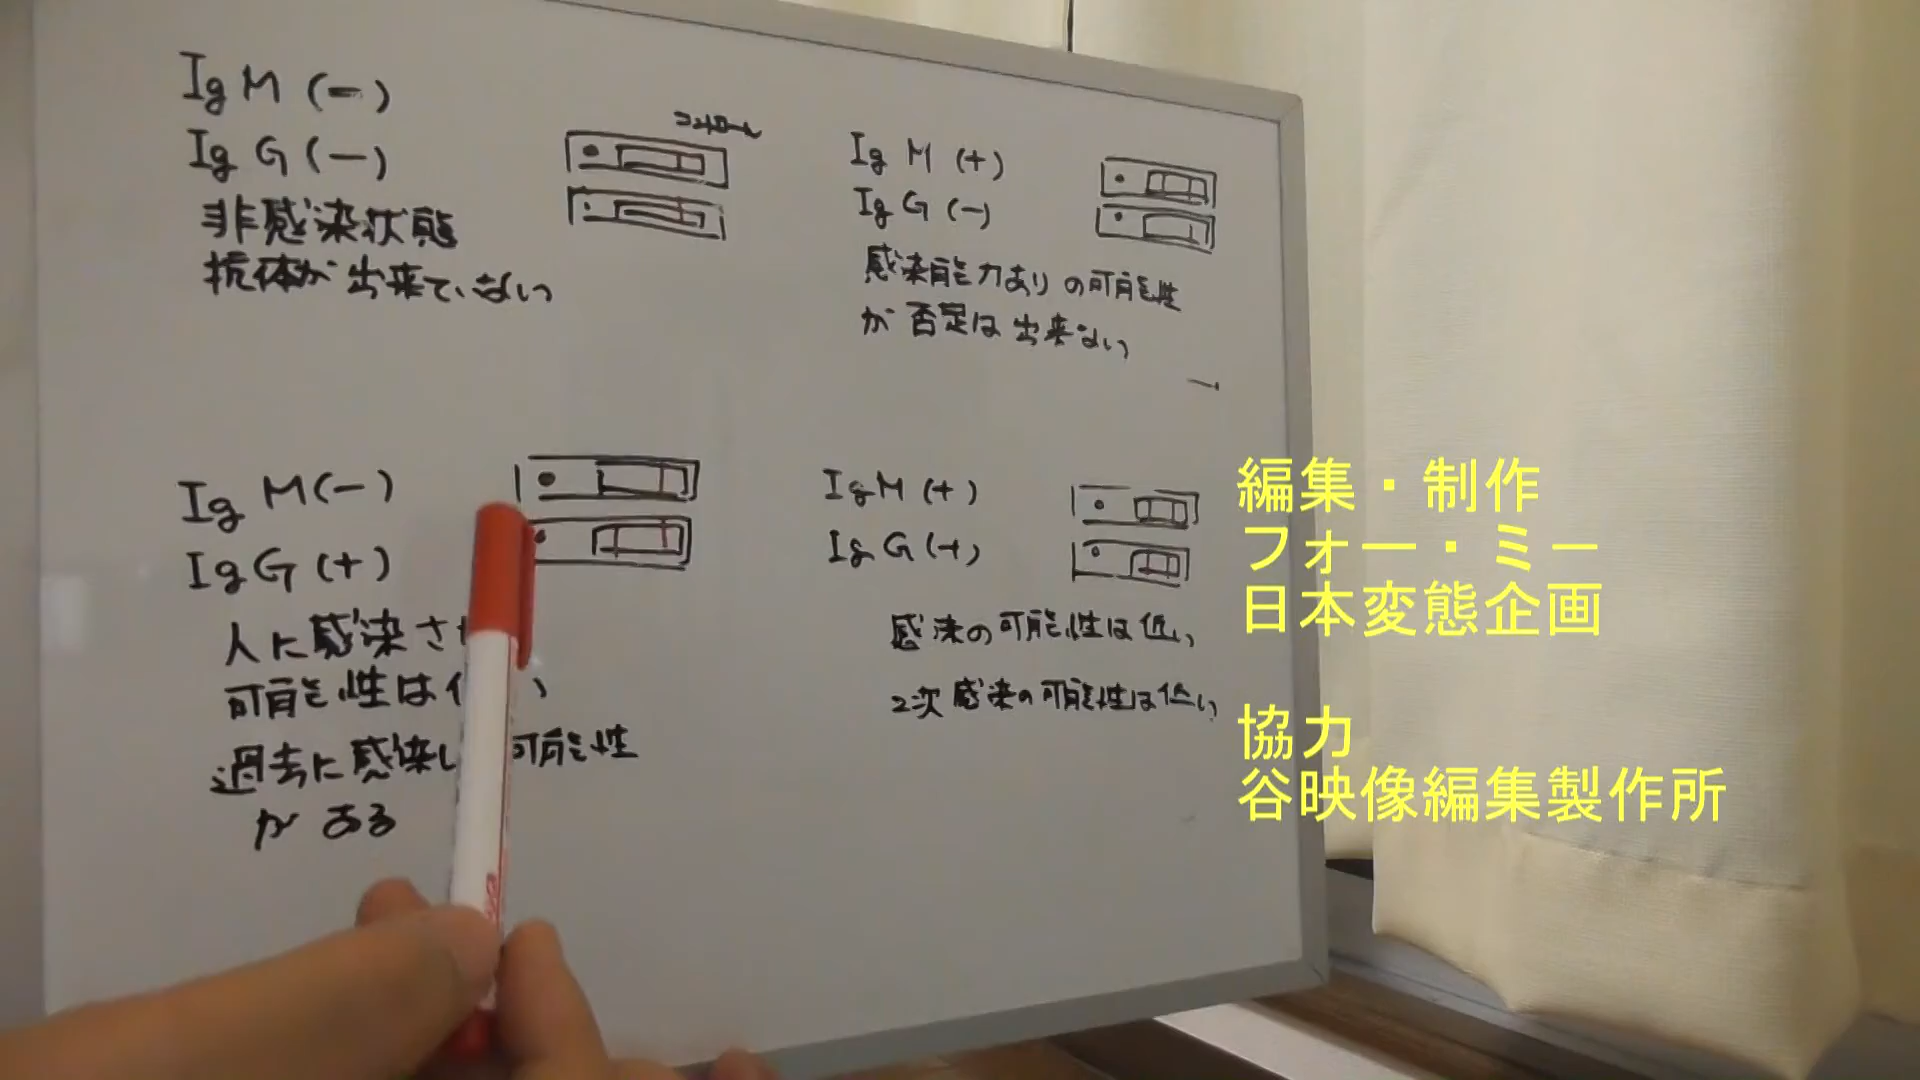 IgM (-)
IgG (-)
非感染状態
抗体が出来ていない
コントロール
IgM (+)
IgG (-)
感染能力ありの可能性
が否定は出来ない
IgM (-)
IgG (+)
人に感染さ
可能性は
過去に感染し 可能性
がある
IgM (+)
IgG (+)
感染の可能性は低い
2次感染の可能性は低い
編集・制作
フォー・ミー
日本変態企画
協力
谷映像編集製作所